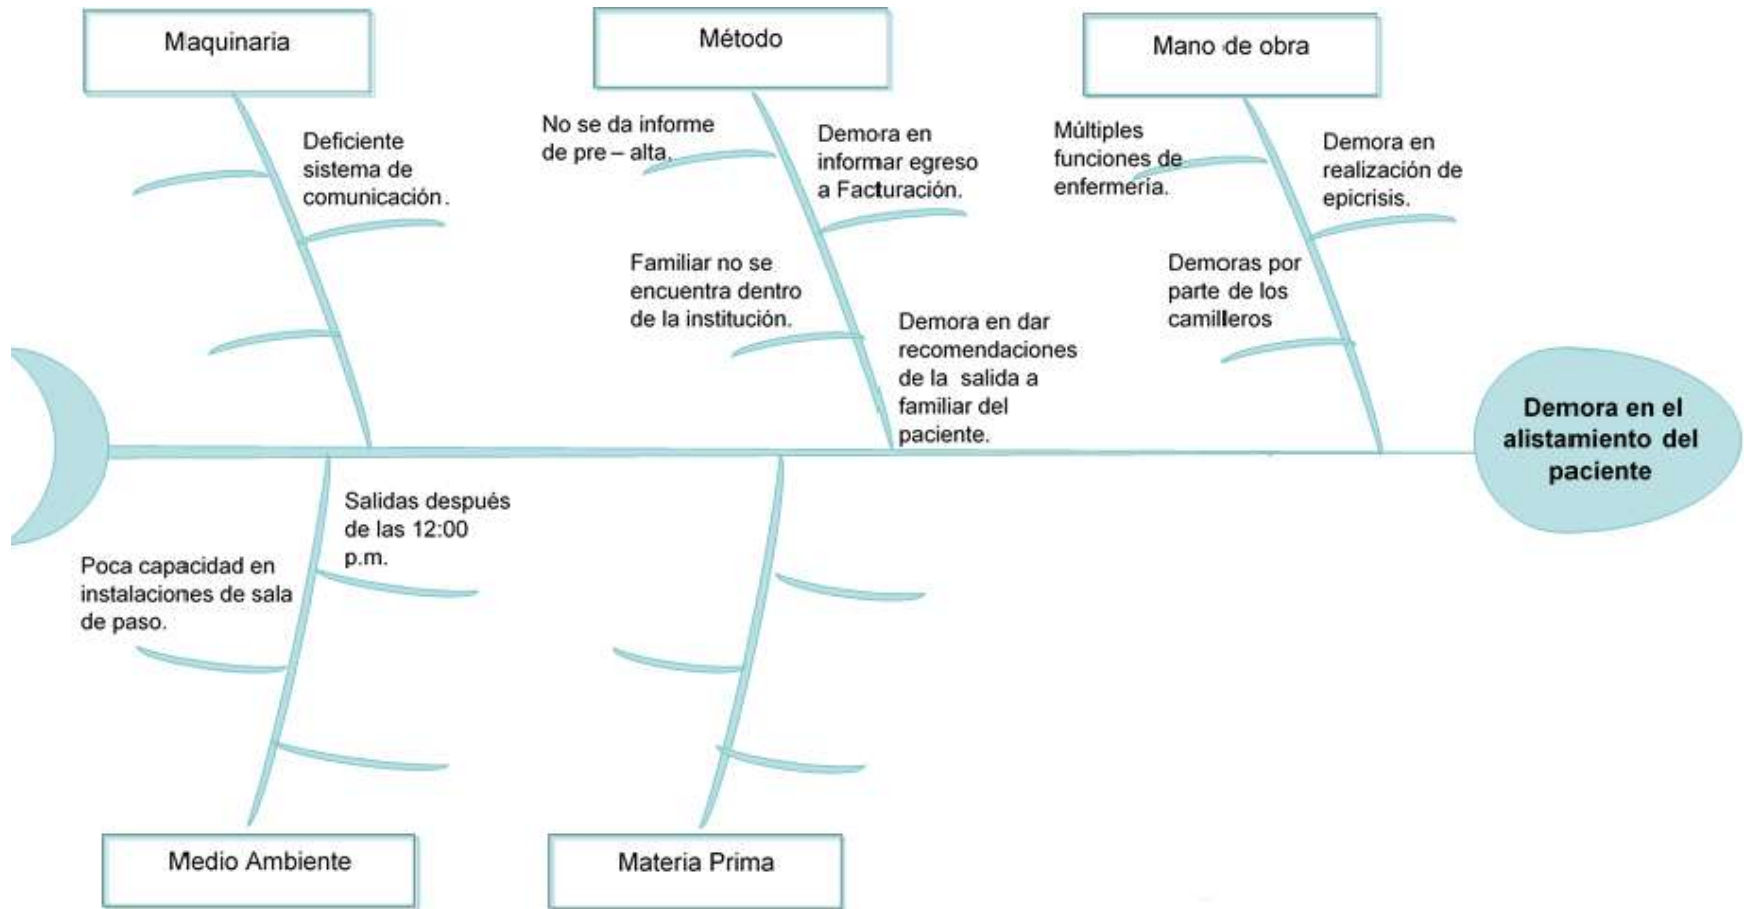 Maquinaria
Método
Mano de obra
Deficiente
sistema de
comunicación.
No se da informe
de pre – alta.
Demora en
informar egreso
a Facturación.
Familiar no se
encuentra dentro
de la institución.
Demora en dar
recomendaciones
de la salida a
familiar del
paciente.
Múltiples
funciones de
enfermería.
Demora en
realización de
epicrisis.
Demoras por
parte de los
camilleros
Demora en el
alistamiento del
paciente
Salidas después
de las 12:00
p.m.
Poca capacidad en
instalaciones de sala
de paso.
Medio Ambiente
Materia Prima